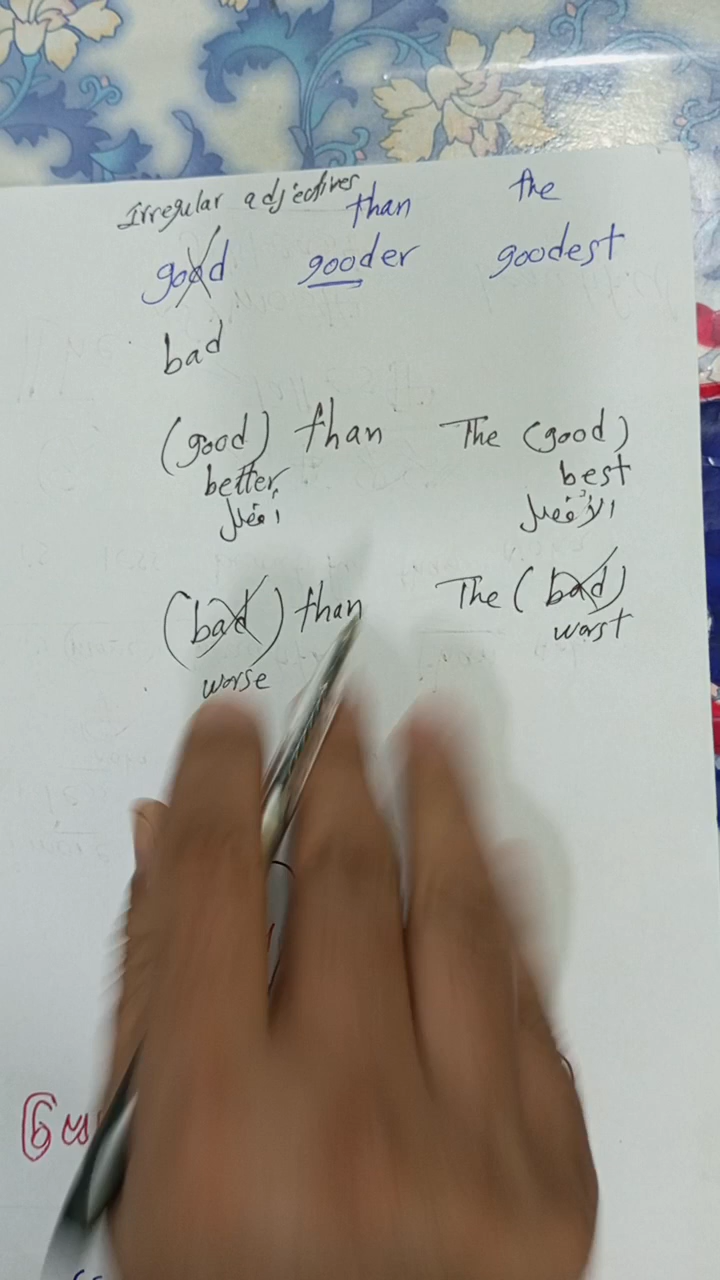 Irregular adjectives than the
good gooder goodest
bad
(good) than The (good)
better best
أفضل الأفضل
(bad) than The (bad)
worse worst